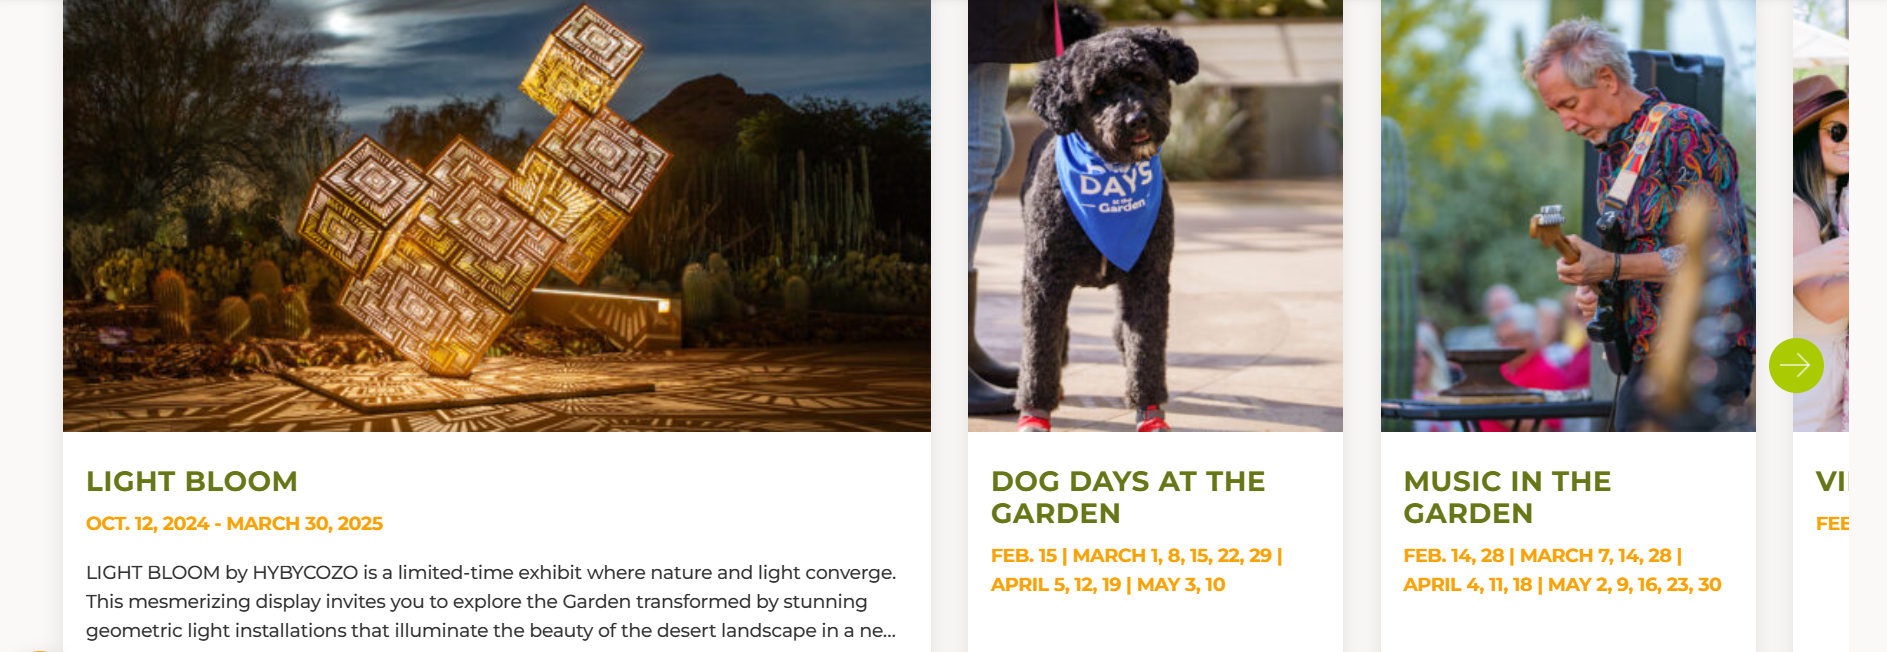 DAYS
at the
Garden
LIGHT BLOOM
OCT. 12, 2024 - MARCH 30, 2025
LIGHT BLOOM by HYBYCOZO is a limited-time exhibit where nature and light converge.
This mesmerizing display invites you to explore the Garden transformed by stunning
geometric light installations that illuminate the beauty of the desert landscape in a ne...
DOG DAYS AT THE
GARDEN
FEB. 15 | MARCH 1, 8, 15, 22, 29 |
APRIL 5, 12, 19 | MAY 3, 10
MUSIC IN THE
GARDEN
FEB. 14, 28 | MARCH 7, 14, 28 |
APRIL 4, 11, 18 | MAY 2, 9, 16, 23, 30
VI
FEB